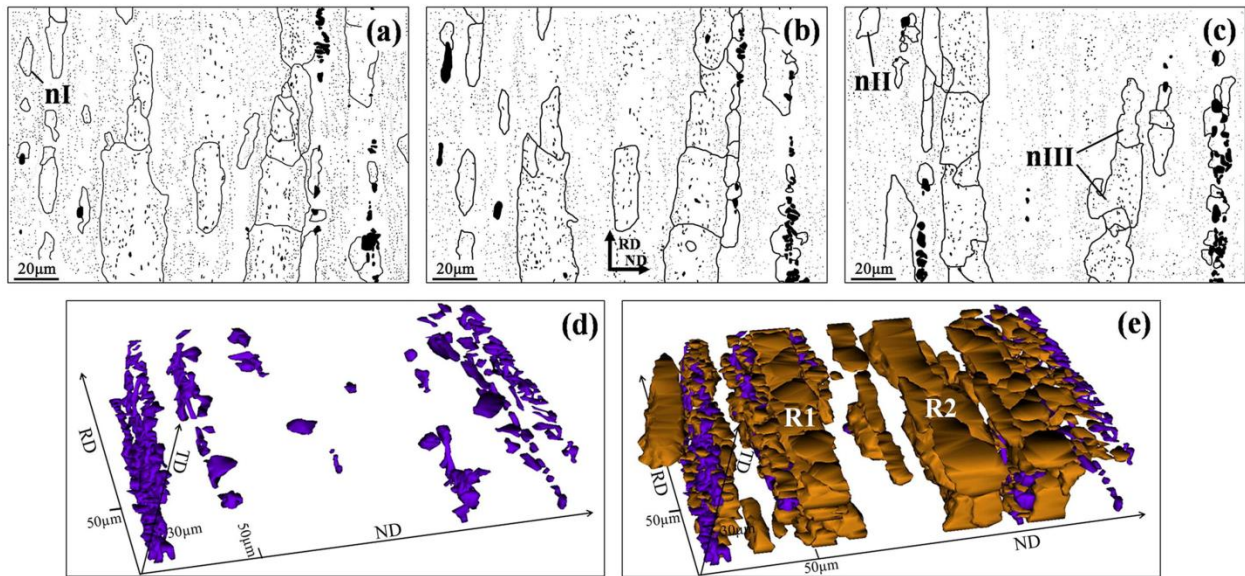 (a)
nI
20μm
(b)
RD
ND
20μm
(c)
nII
nIII
20μm
(d)
RD
TD
50μm
30μm
50μm
ND
(e)
R1
R2
RD
TD
50μm
30μm
50μm
ND